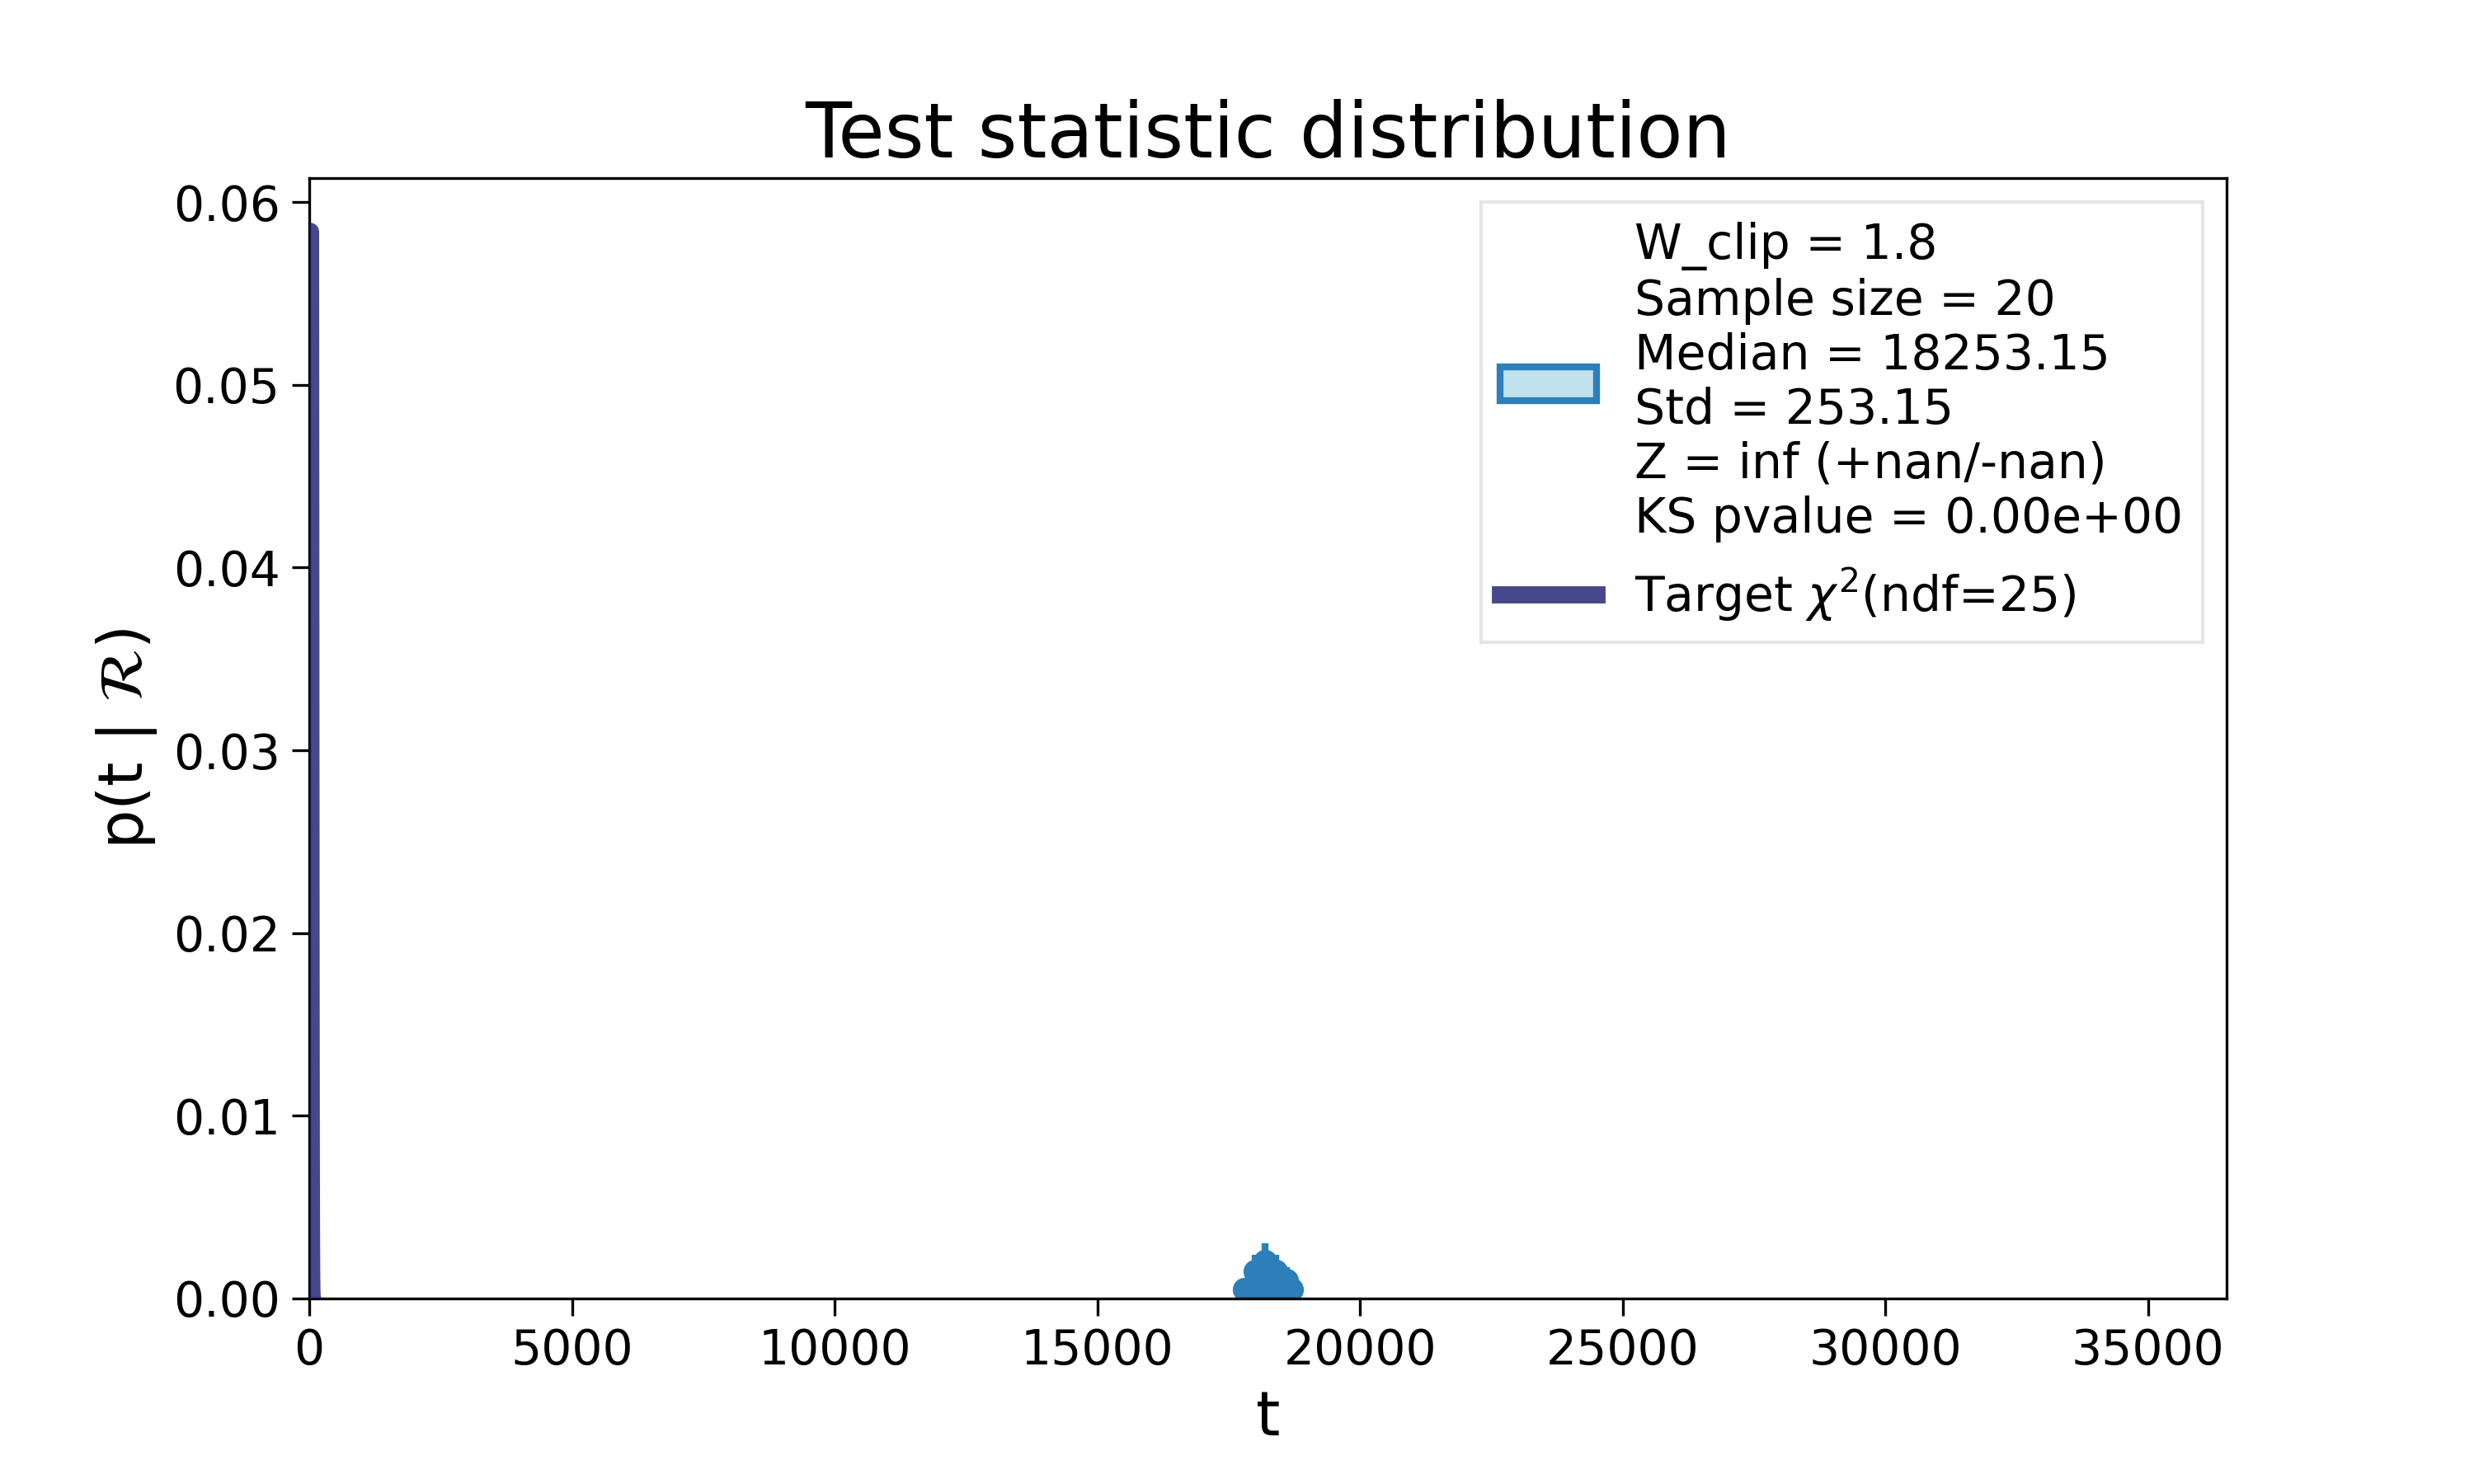 Test statistic distribution
W_clip = 1.8
Sample size = 20
Median = 18253.15
Std = 253.15
Z = inf (+nan/-nan)
KS pvalue = 0.00e+00
Target χ²(ndf=25)
p(t | ℛ)
0.06
0.05
0.04
0.03
0.02
0.01
0.00
0 5000 10000 15000 20000 25000 30000 35000
t